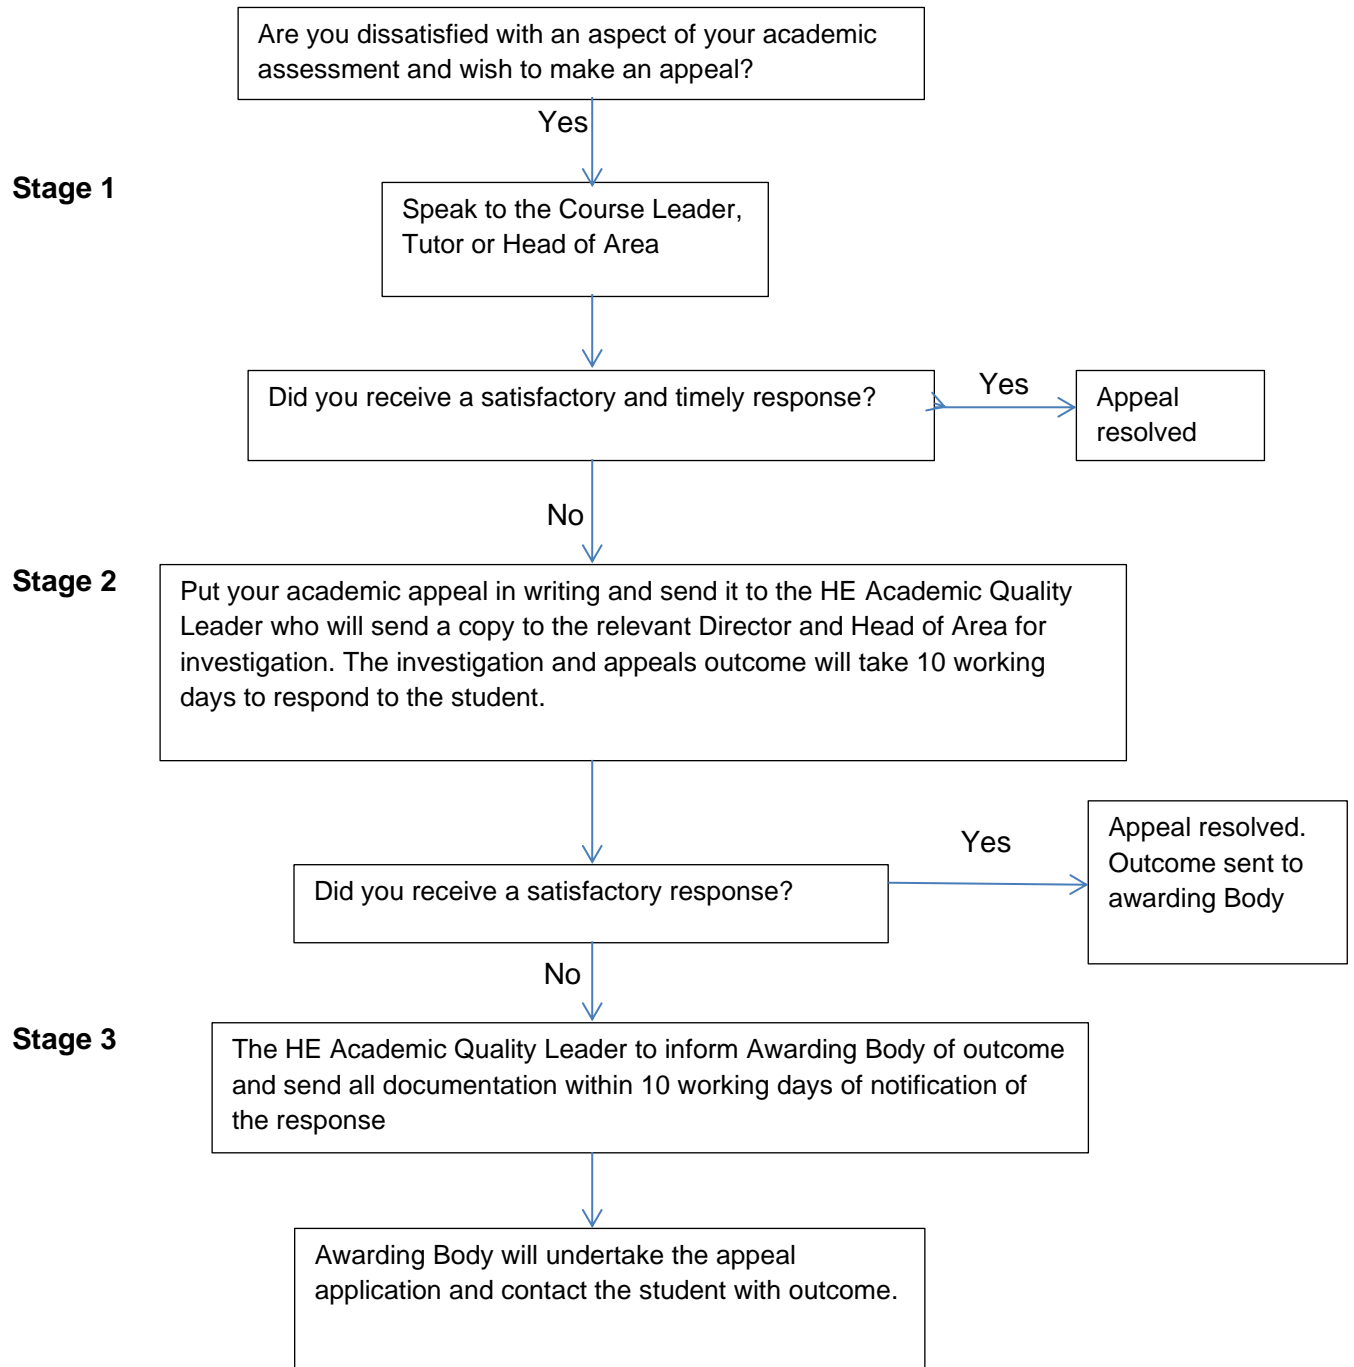 Are you dissatisfied with an aspect of your academic
assessment and wish to make an appeal?
Yes
Stage 1
Speak to the Course Leader,
Tutor or Head of Area
Did you receive a satisfactory and timely response?
Yes
Appeal
resolved
No
Stage 2
Put your academic appeal in writing and send it to the HE Academic Quality
Leader who will send a copy to the relevant Director and Head of Area for
investigation. The investigation and appeals outcome will take 10 working
days to respond to the student.
Did you receive a satisfactory response?
Yes
Appeal resolved.
Outcome sent to
awarding Body
No
Stage 3
The HE Academic Quality Leader to inform Awarding Body of outcome
and send all documentation within 10 working days of notification of
the response
Awarding Body will undertake the appeal
application and contact the student with outcome.